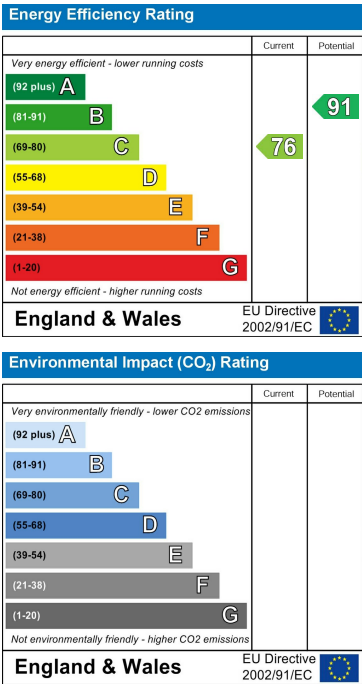 Energy Efficiency Rating
Current Potential
Very energy efficient - lower running costs
(92 plus) A
(81-91) B
(69-80) C
(55-68) D
(39-54) E
(21-38) F
(1-20) G
76
91
Not energy efficient - higher running costs
England & Wales
EU Directive
2002/91/EC
Environmental Impact (CO₂) Rating
Current Potential
Very environmentally friendly - lower CO2 emissions
(92 plus) A
(81-91) B
(69-80) C
(55-68) D
(39-54) E
(21-38) F
(1-20) G
Not environmentally friendly - higher CO2 emissions
England & Wales
EU Directive
2002/91/EC